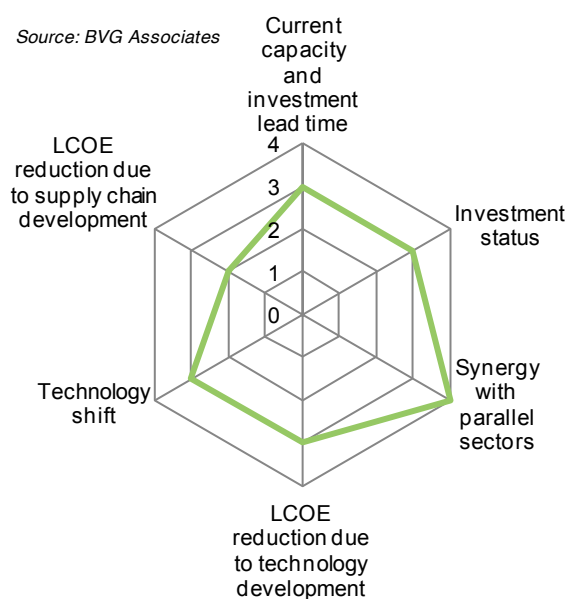 Source: BVG Associates
Current
capacity
and
investment
lead time
4
3
2
1
0
Investment
status
Synergy
with
parallel
sectors
LCOE
reduction due
to technology
development
Technology
shift
LCOE
reduction due
to supply chain
development